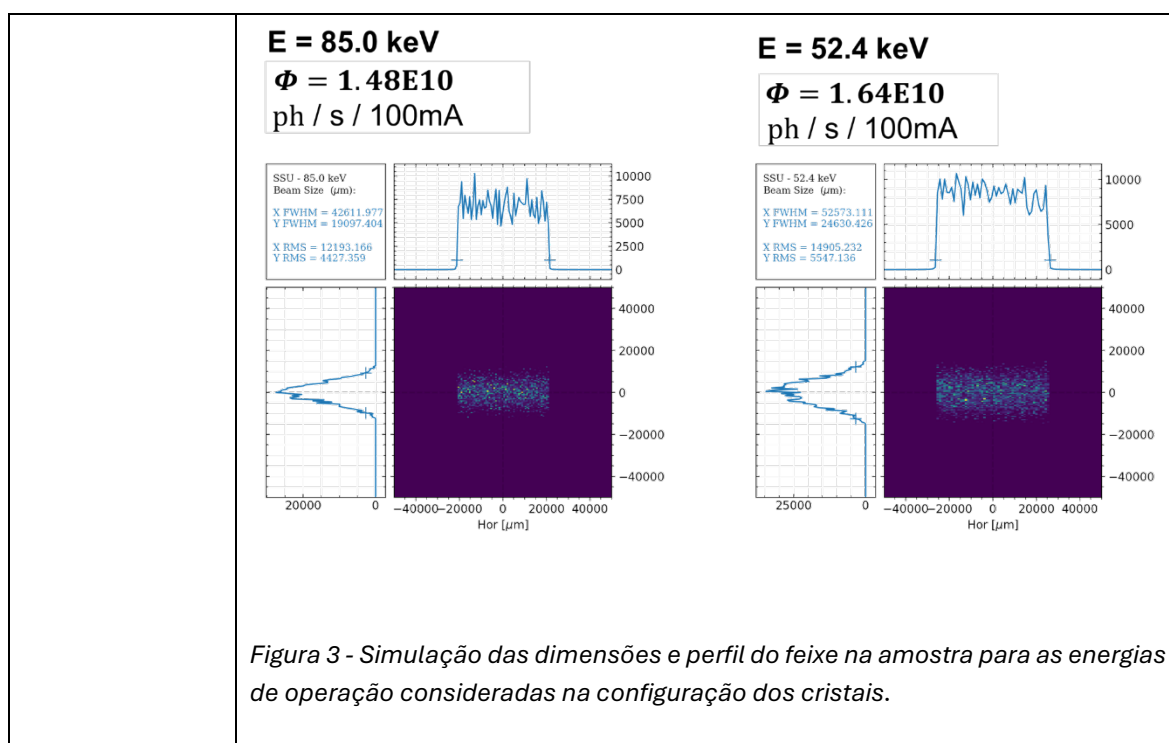 E = 85.0 keV
Φ = 1.48E10
ph / s / 100mA
SSU - 85.0 keV
Beam Size (μm):
X FWHM = 42611.977
Y FWHM = 19097.404
X RMS = 12193.166
Y RMS = 4427.359
10000
7500
5000
2500
0
40000
20000
0
−20000
−40000
20000
0
−40000
−20000
0
20000
40000
Hor [μm]
E = 52.4 keV
Φ = 1.64E10
ph / s / 100mA
SSU - 52.4 keV
Beam Size (μm):
X FWHM = 52573.111
Y FWHM = 24630.426
X RMS = 14905.232
Y RMS = 5547.136
10000
5000
0
40000
20000
0
−20000
−40000
25000
0
−40000
−20000
0
20000
40000
Hor [μm]
Figura 3 - Simulação das dimensões e perfil do feixe na amostra para as energias
de operação consideradas na configuração dos cristais.